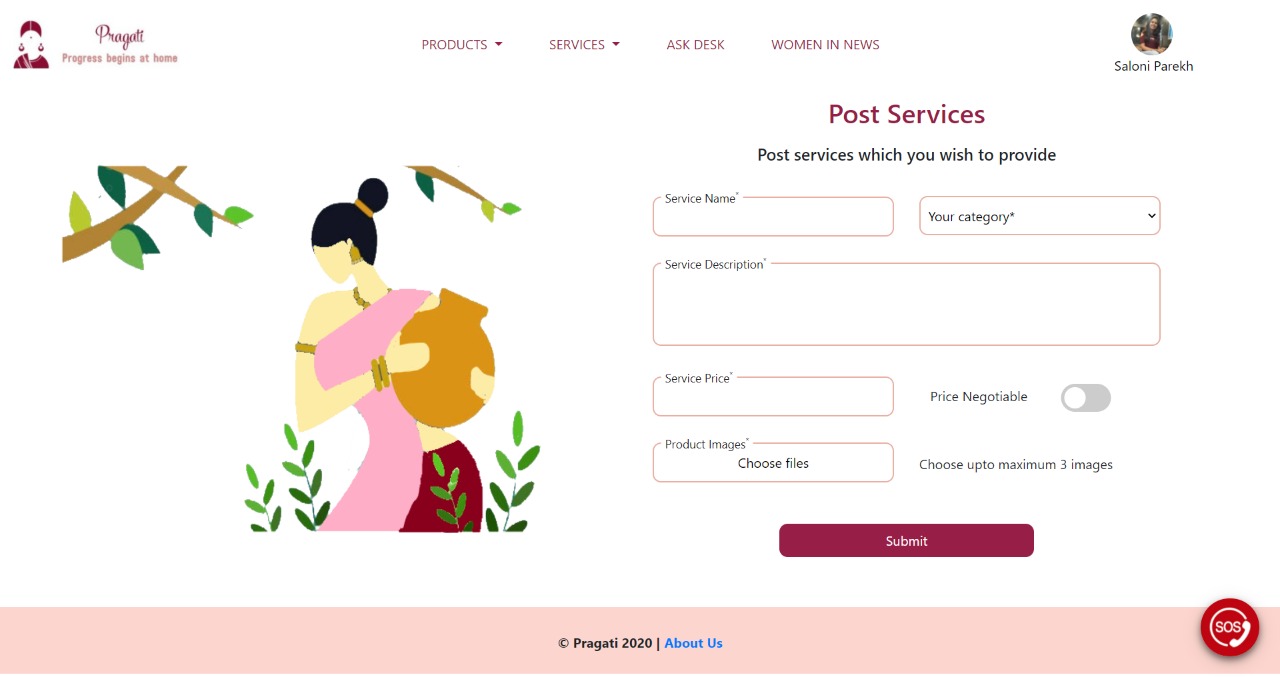 Pragati
Progress begins at home
PRODUCTS
SERVICES
ASK DESK
WOMEN IN NEWS
Saloni Parekh
Post Services
Post services which you wish to provide
Service Name*
Your category*
Service Description*
Service Price*
Price Negotiable
Product Images*
Choose files
Choose upto maximum 3 images
Submit
© Pragati 2020 | About Us
SOS